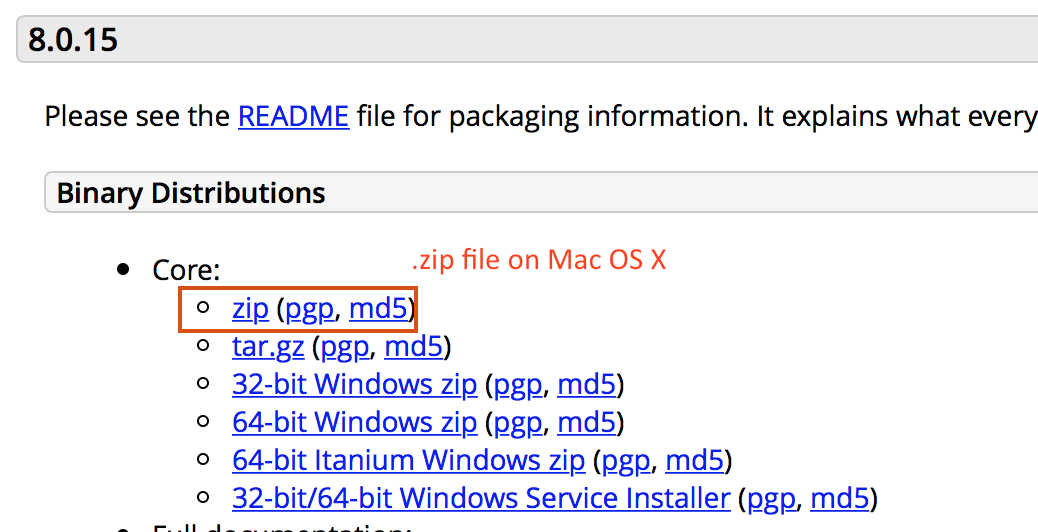 8.0.15
Please see the README file for packaging information. It explains what every
Binary Distributions
Core:
.zip file on Mac OS X
zip (pgp, md5)
tar.gz (pgp, md5)
32-bit Windows zip (pgp, md5)
64-bit Windows zip (pgp, md5)
64-bit Itanium Windows zip (pgp, md5)
32-bit/64-bit Windows Service Installer (pgp, md5)
Full documentation: